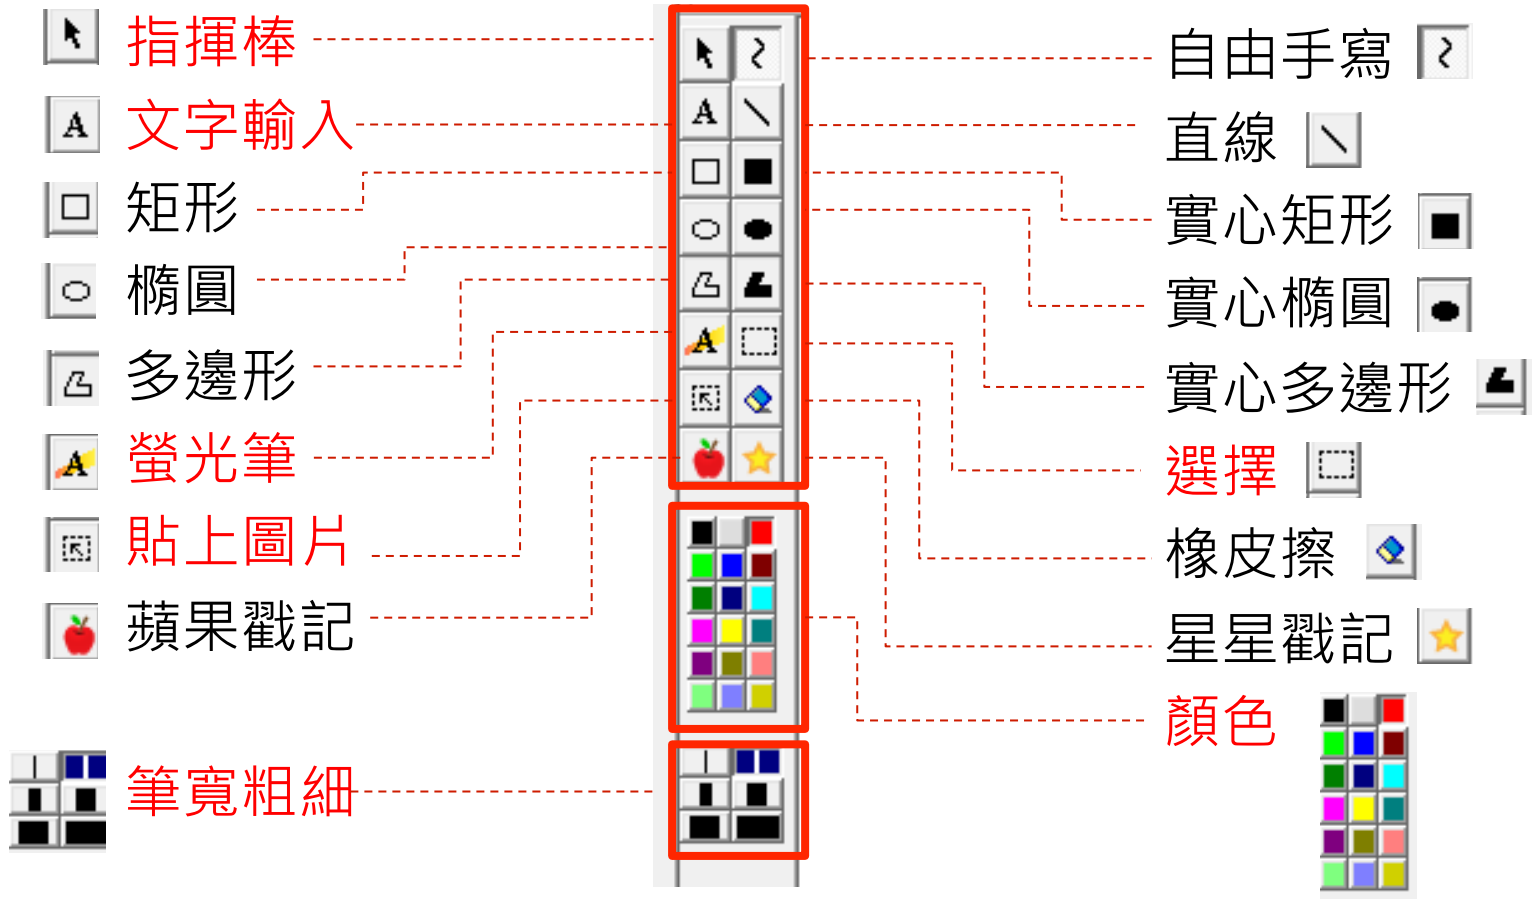 指揮棒
文字輸入
矩形
橢圓
多邊形
螢光筆
貼上圖片
蘋果戳記
筆寬粗細
自由手寫
直線
實心矩形
實心橢圓
實心多邊形
選擇
橡皮擦
星星戳記
顏色